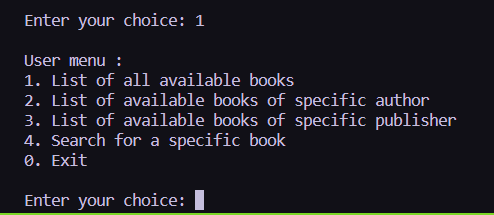 Enter your choice: 1
User menu :
1. List of all available books
2. List of available books of specific author
3. List of available books of specific publisher
4. Search for a specific book
0. Exit
Enter your choice: